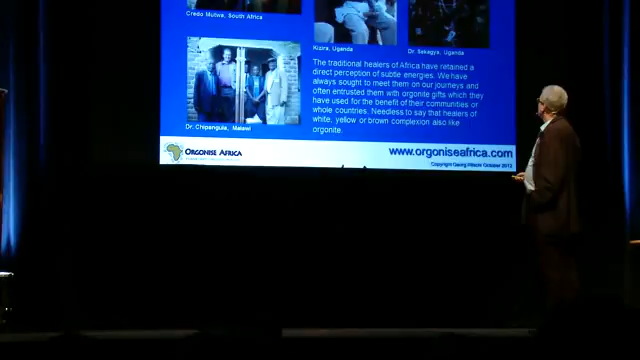 Credo Mutwa, South Africa
Kizira, Uganda
Dr. Sekagya, Uganda
The traditional healers of Africa have retained a
direct perception of subtle energies. We have
always sought to meet them on our journeys and
often entrusted them with orgonite gifts which they
have used for the benefit of their communities or
whole countries. Needless to say that healers of
white, yellow or brown complexion also like
orgonite.
Dr. Chipangula, Malawi
ORGONISE AFRICA
www.orgoniseafrica.com
Copyright Georg Ritschl October 2012